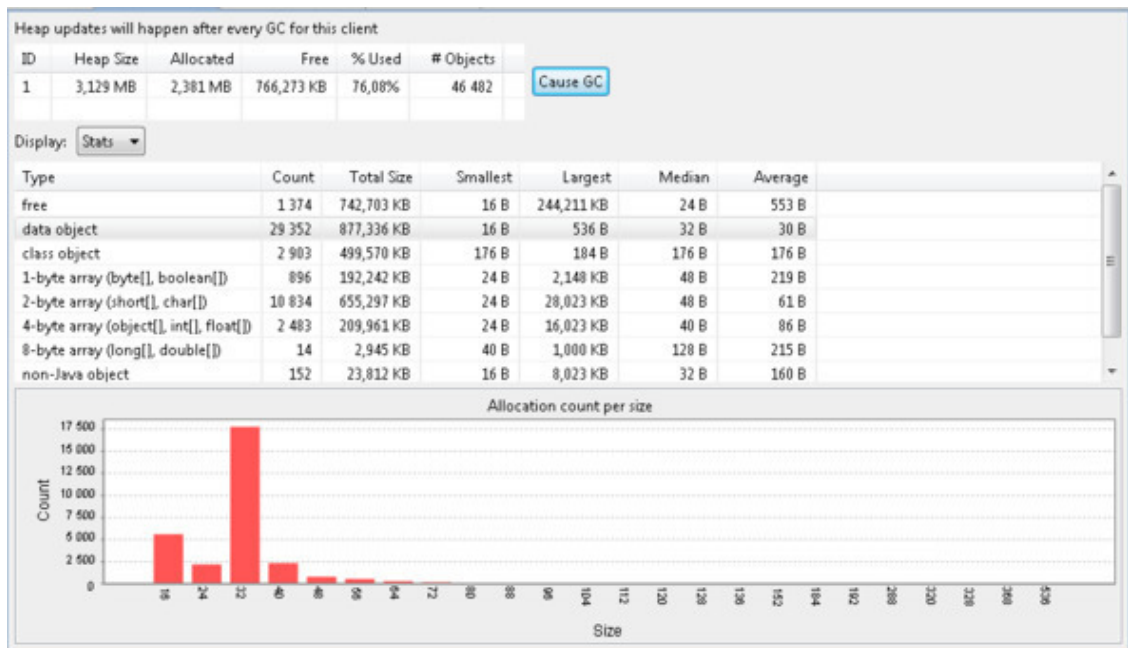 Heap updates will happen after every GC for this client
ID Heap Size Allocated Free % Used # Objects
1 3,129 MB 2,381 MB 766,273 KB 76,08% 46 482
Cause GC
Display: Stats
Type Count Total Size Smallest Largest Median Average
free 1 374 742,703 KB 16 B 244,211 KB 24 B 553 B
data object 29 352 877,336 KB 16 B 536 B 32 B 30 B
class object 2 903 499,570 KB 176 B 184 B 176 B 176 B
1-byte array (byte[], boolean[]) 896 192,242 KB 24 B 2,148 KB 48 B 219 B
2-byte array (short[], char[]) 10 834 655,297 KB 24 B 28,023 KB 48 B 61 B
4-byte array (object[], int[], float[]) 2 483 209,961 KB 24 B 16,023 KB 40 B 86 B
8-byte array (long[], double[]) 14 2,945 KB 40 B 1,000 KB 128 B 215 B
non-Java object 152 23,812 KB 16 B 8,023 KB 32 B 160 B
Allocation count per size
17 500
15 000
12 500
10 000
7 500
5 000
2 500
0
Count
16 24 32 40 48 56 64 72 80 88 96 104 112 120 128 136 152 184 192 288 320 328 368 536
Size